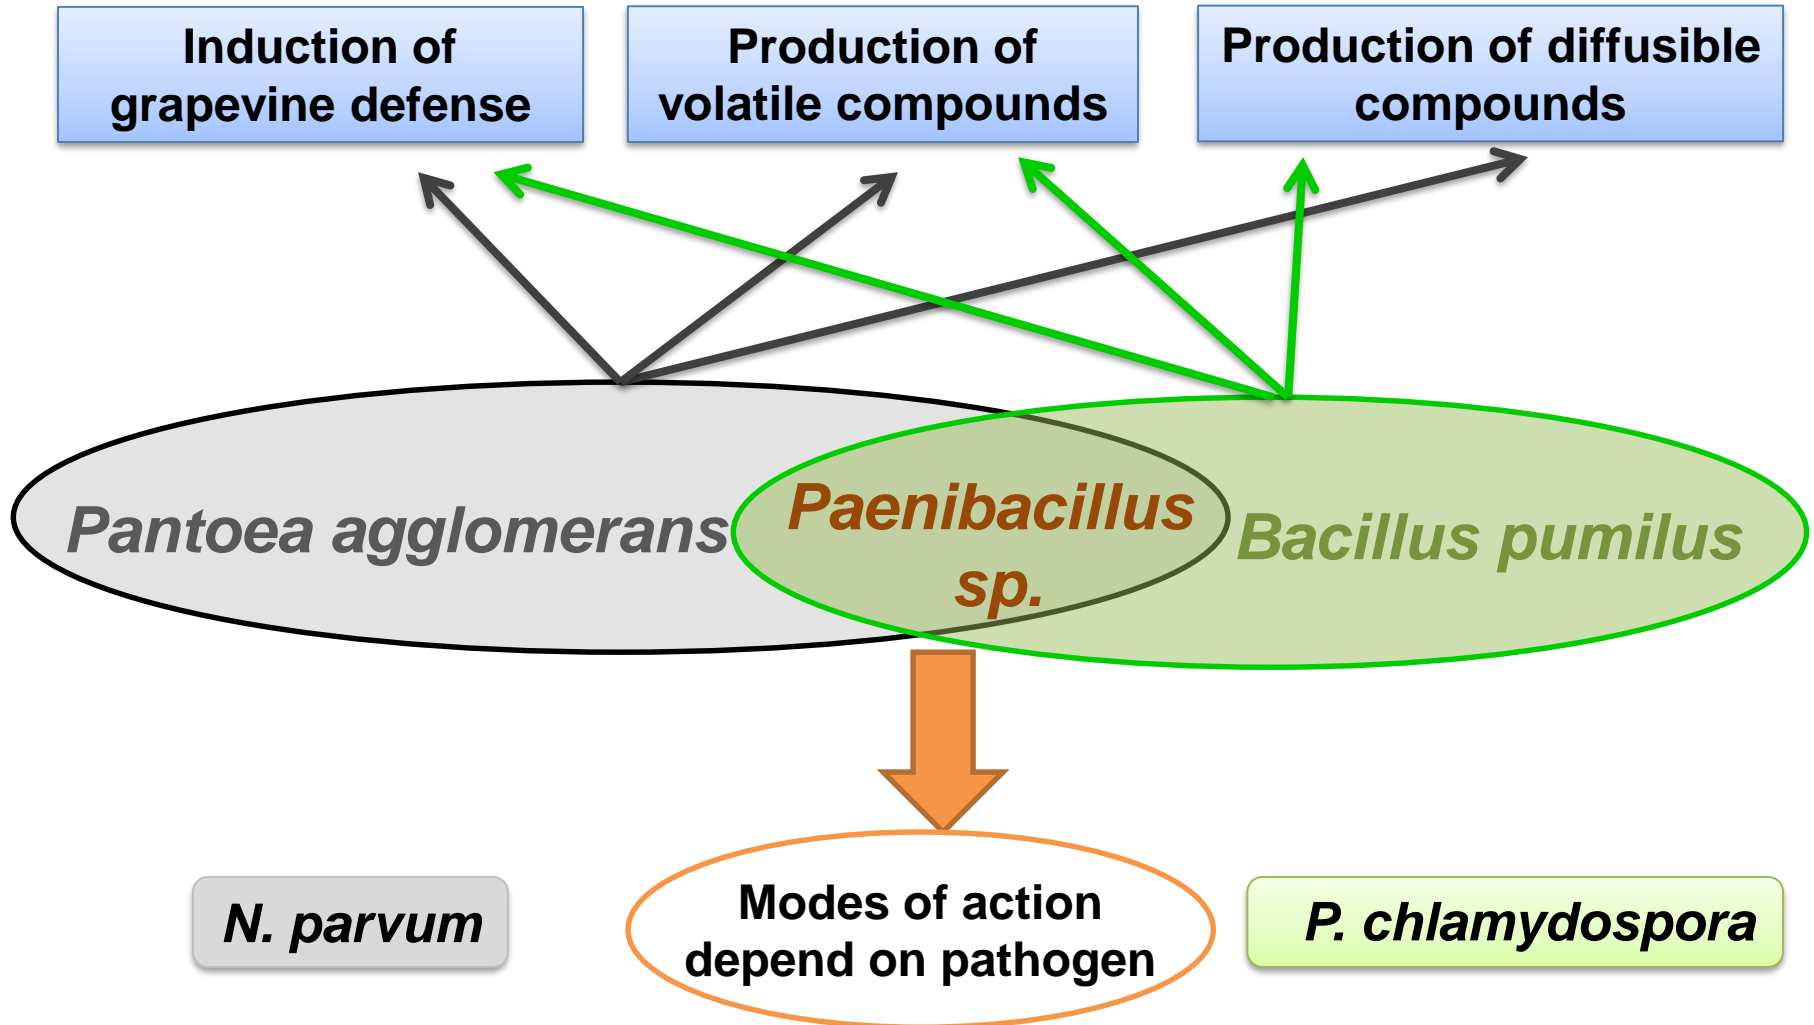 Induction of
grapevine defense
Production of
volatile compounds
Production of diffusible
compounds
Pantoea agglomerans
Paenibacillus
sp.
Bacillus pumilus
N. parvum
Modes of action
depend on pathogen
P. chlamydospora